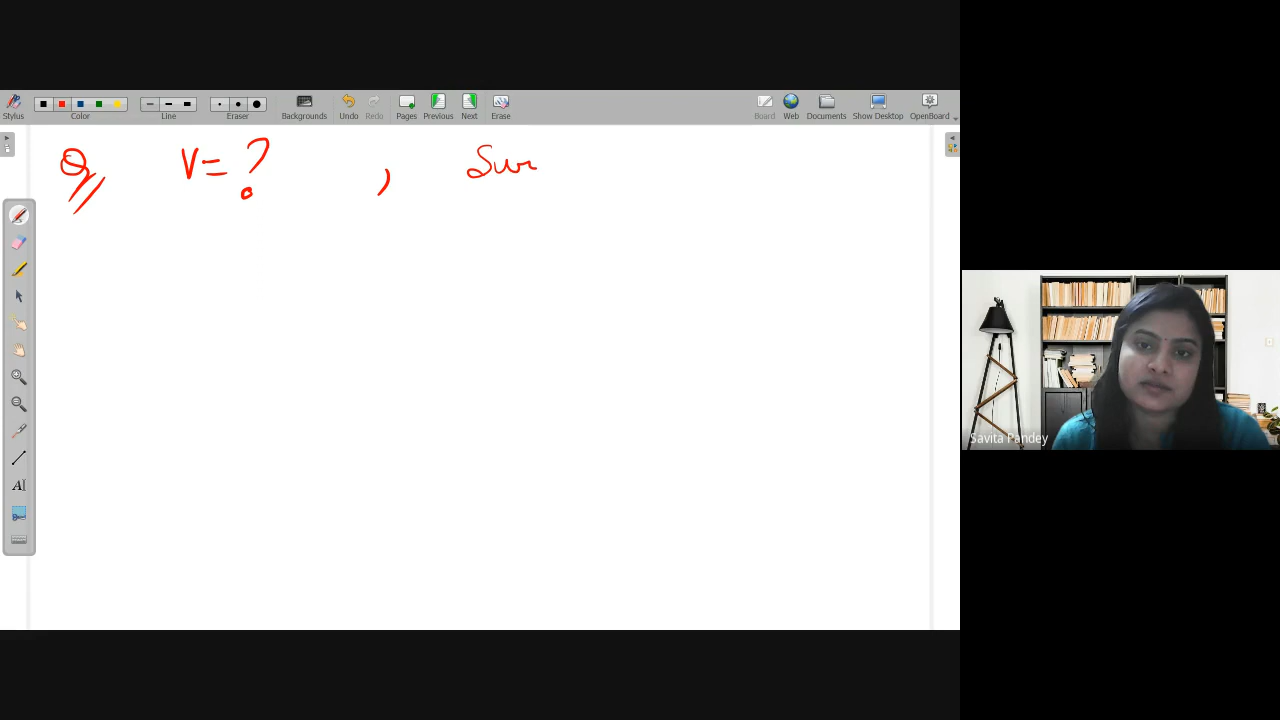 Stylus Color Line Eraser Backgrounds Undo Redo Pages Previous Next Erase Board Web Documents Show Desktop OpenBoard
Q V = ? , Sur
AI
Savita Pandey